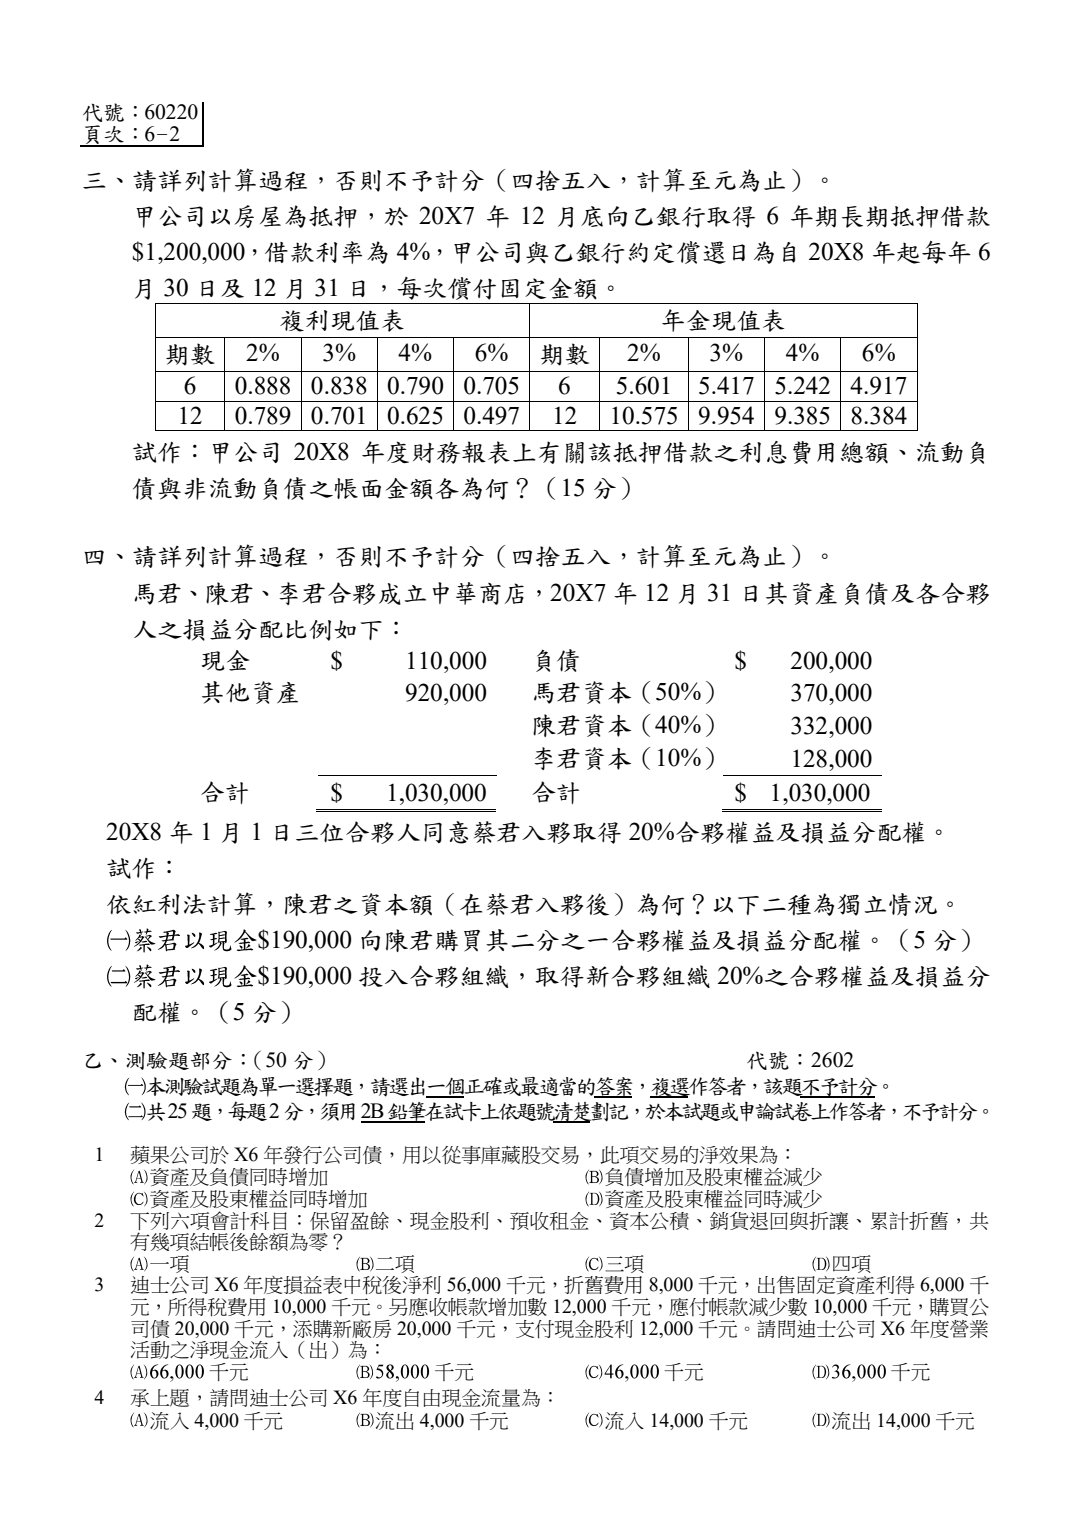 代號：60220
頁次：6－2
三、請詳列計算過程，否則不予計分（四捨五入，計算至元為止）。
甲公司以房屋為抵押，於 20X7 年 12 月底向乙銀行取得 6 年期長期抵押借款
$1,200,000，借款利率為 4%，甲公司與乙銀行約定償還日為自 20X8 年起每年 6
月 30 日及 12 月 31 日，每次償付固定金額。
複利現值表 年金現值表
期數 2% 3% 4% 6% 期數 2% 3% 4% 6%
6 0.888 0.838 0.790 0.705 6 5.601 5.417 5.242 4.917
12 0.789 0.701 0.625 0.497 12 10.575 9.954 9.385 8.384
試作：甲公司 20X8 年度財務報表上有關該抵押借款之利息費用總額、流動負
債與非流動負債之帳面金額各為何？（15 分）
四、請詳列計算過程，否則不予計分（四捨五入，計算至元為止）。
馬君、陳君、李君合夥成立中華商店，20X7 年 12 月 31 日其資產負債及各合夥
人之損益分配比例如下：
現金 $ 110,000 負債 $ 200,000
其他資產 920,000 馬君資本（50%） 370,000
陳君資本（40%） 332,000
李君資本（10%） 128,000
合計 $ 1,030,000 合計 $ 1,030,000
20X8 年 1 月 1 日三位合夥人同意蔡君入夥取得 20%合夥權益及損益分配權。
試作：
依紅利法計算，陳君之資本額（在蔡君入夥後）為何？以下二種為獨立情況。
㈠蔡君以現金$190,000 向陳君購買其二分之一合夥權益及損益分配權。（5 分）
㈡蔡君以現金$190,000 投入合夥組織，取得新合夥組織 20%之合夥權益及損益分
配權。（5 分）
乙、測驗題部分：（50 分） 代號：2602
㈠本測驗試題為單一選擇題，請選出一個正確或最適當的答案，複選作答者，該題不予計分。
㈡共 25 題，每題 2 分，須用 2B 鉛筆在試卡上依題號清楚劃記，於本試題或申論試卷上作答者，不予計分。
1 蘋果公司於 X6 年發行公司債，用以從事庫藏股交易，此項交易的淨效果為：
(A)資產及負債同時增加 (B)負債增加及股東權益減少
(C)資產及股東權益同時增加 (D)資產及股東權益同時減少
2 下列六項會計科目：保留盈餘、現金股利、預收租金、資本公積、銷貨退回與折讓、累計折舊，共
有幾項結帳後餘額為零？
(A)一項 (B)二項 (C)三項 (D)四項
3 迪士公司 X6 年度損益表中稅後淨利 56,000 千元，折舊費用 8,000 千元，出售固定資產利得 6,000 千
元，所得稅費用 10,000 千元。另應收帳款增加數 12,000 千元，應付帳款減少數 10,000 千元，購買公
司債 20,000 千元，添購新廠房 20,000 千元，支付現金股利 12,000 千元。請問迪士公司 X6 年度營業
活動之淨現金流入（出）為：
(A)66,000 千元 (B)58,000 千元 (C)46,000 千元 (D)36,000 千元
4 承上題，請問迪士公司 X6 年度自由現金流量為：
(A)流入 4,000 千元 (B)流出 4,000 千元 (C)流入 14,000 千元 (D)流出 14,000 千元